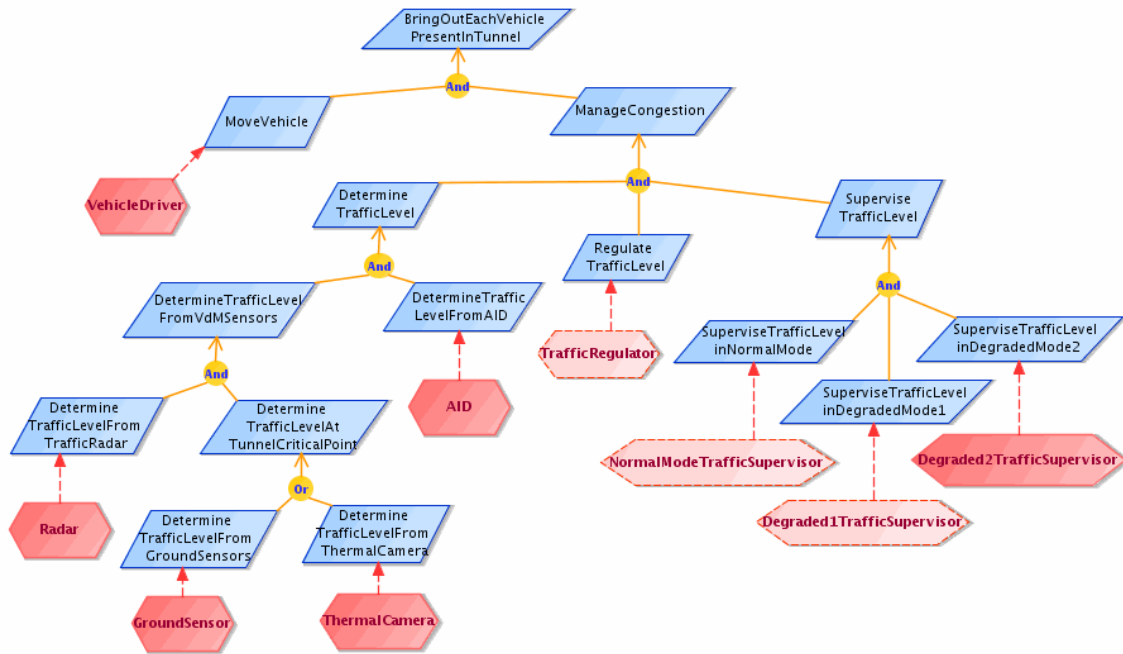 BringOutEachVehicle
PresentInTunnel
And
MoveVehicle
ManageCongestion
VehicleDriver
And
Determine
TrafficLevel
Supervise
TrafficLevel
Regulate
TrafficLevel
And
And
DetermineTrafficLevel
FromVdMSensors
DetermineTraffic
LevelFromAID
SuperviseTrafficLevel
inNormalMode
SuperviseTrafficLevel
inDegradedMode2
TrafficRegulator
And
SuperviseTrafficLevel
inDegradedMode1
Determine
TrafficLevelFrom
TrafficRadar
Determine
TrafficLevelAt
TunnelCriticalPoint
AID
NormalModeTrafficSupervisor
Degraded2TrafficSupervisor
Or
Degraded1TrafficSupervisor
Radar
Determine
TrafficLevelFrom
GroundSensors
Determine
TrafficLevelFrom
ThermalCamera
GroundSensor
ThermalCamera